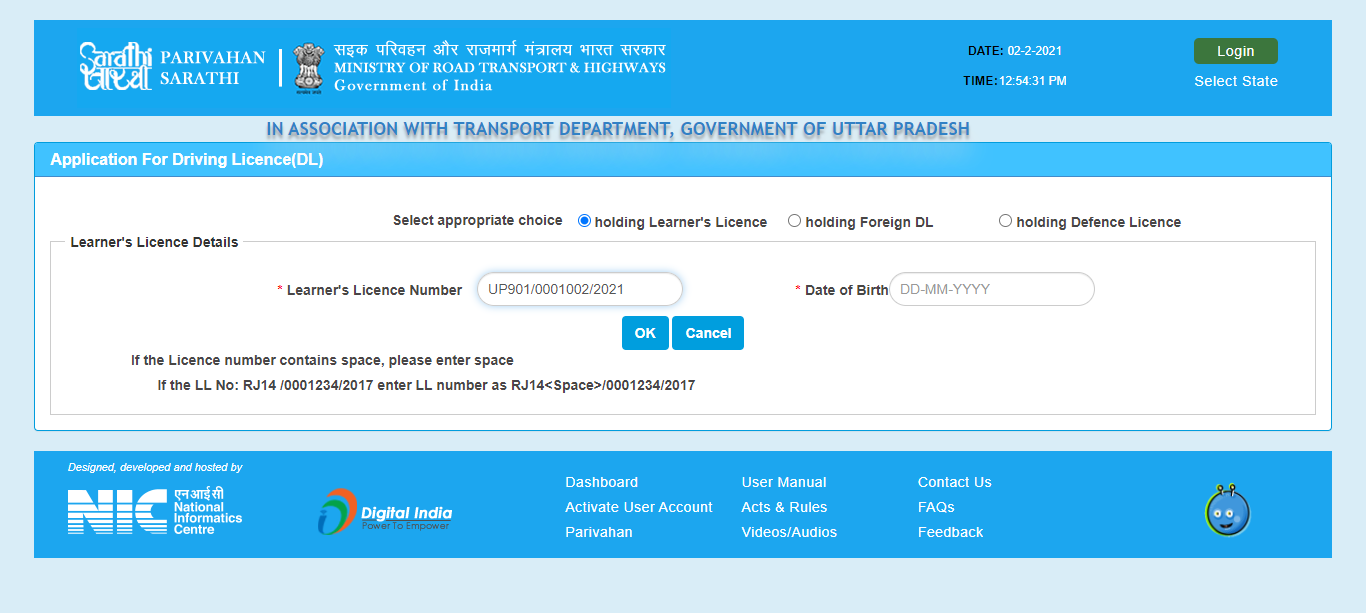 Sarathi
सारथी
PARIVAHAN
SARATHI
सड़क परिवहन और राजमार्ग मंत्रालय भारत सरकार
MINISTRY OF ROAD TRANSPORT & HIGHWAYS
Government of India
DATE: 02-2-2021
TIME:12:54:31 PM
Login
Select State
IN ASSOCIATION WITH TRANSPORT DEPARTMENT, GOVERNMENT OF UTTAR PRADESH
Application For Driving Licence(DL)
Select appropriate choice holding Learner's Licence holding Foreign DL holding Defence Licence
Learner's Licence Details
* Learner's Licence Number UP901/0001002/2021 * Date of Birth DD-MM-YYYY
OK Cancel
If the Licence number contains space, please enter space
If the LL No: RJ14 /0001234/2017 enter LL number as RJ14<Space>/0001234/2017
Designed, developed and hosted by
NIC
एन आई सी
National
Informatics
Centre
Digital India
Power To Empower
Dashboard User Manual Contact Us
Activate User Account Acts & Rules FAQs
Parivahan Videos/Audios Feedback